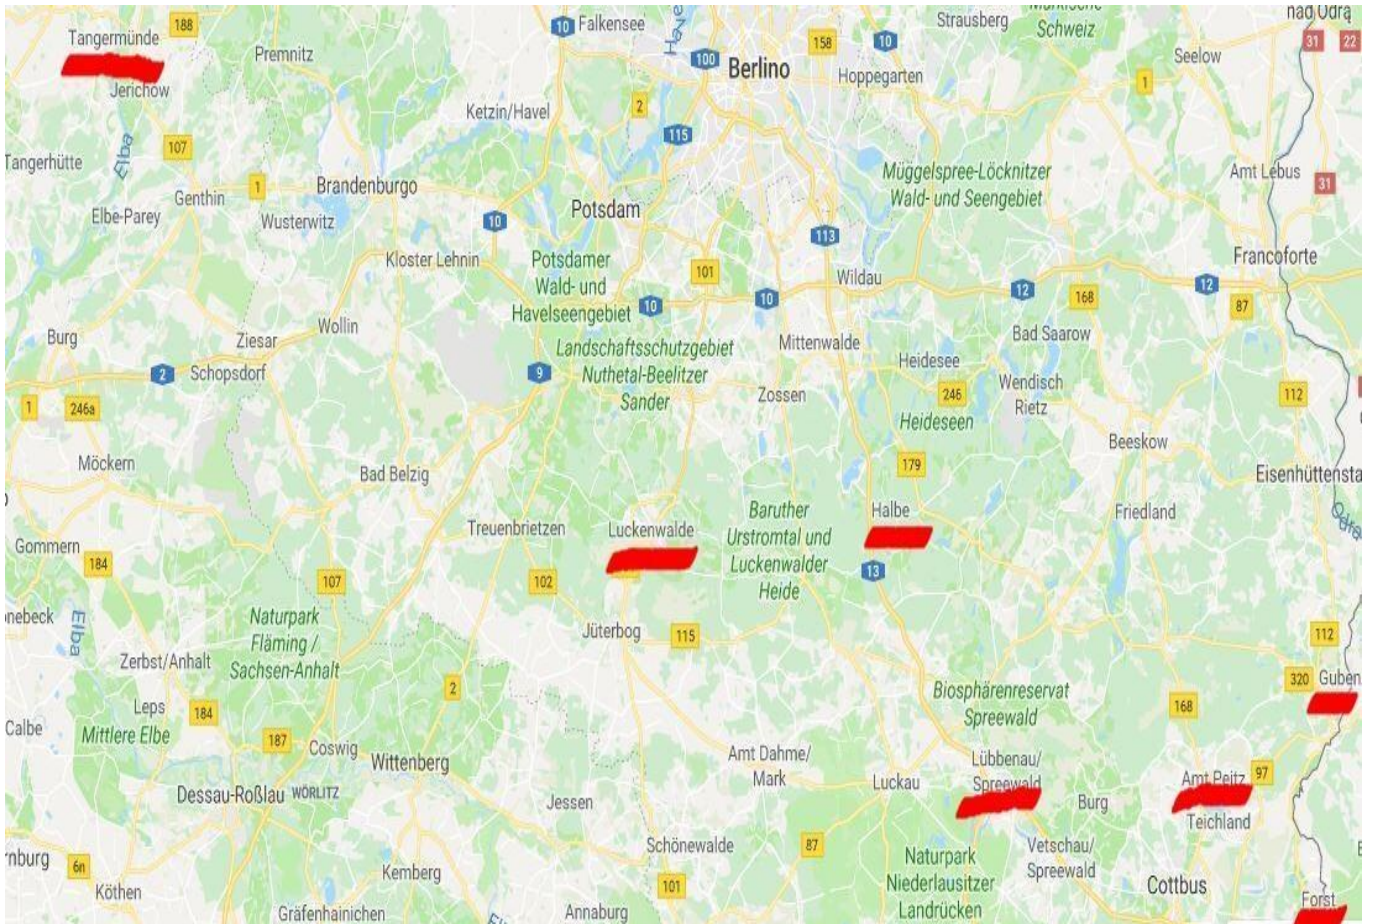 188
10
Falkensee
Strausberg
Schweiz
nad Odrą
31
22
Tangermünde
Premnitz
100
Berlino
158
10
Hoppegarten
Seelow
1
Jerichow
Ketzin/Havel
2
115
Tangerhütte
Elba
107
Genthin
1
Brandenburgo
Müggelspree-Löcknitzer
Wald- und Seengebiet
Amt Lebus
31
Elbe-Parey
Wusterwitz
10
Potsdam
113
Kloster Lehnin
Potsdamer
Wald- und
Havelseengebiet
101
Wildau
Francoforte
10
10
12
168
12
87
Burg
Ziesar
Wollin
Mittenwalde
Bad Saarow
2
Schopsdorf
9
Landschaftsschutzgebiet
Nuthetal-Beelitzer
Sander
Heidesee
Wendisch
Rietz
1
246a
Zossen
246
Heideseen
112
Möckern
Bad Belzig
179
Beeskow
Eisenhüttensta
Gommern
184
Treuenbrietzen
Luckenwalde
Baruther
Urstromtal und
Luckenwalder
Heide
Halbe
Friedland
Odra
107
102
13
nebeck
Elba
Naturpark
Fläming /
Sachsen-Anhalt
Jüterbog
115
112
Zerbst/Anhalt
2
Biosphärenreservat
Spreewald
168
320
Guben
Calbe
Leps
Mittlere Elbe
184
187
Coswig
Wittenberg
Amt Dahme/
Mark
Luckau
Lübbenau/
Spreewald
Amt Peitz
97
Dessau-Roßlau
WÖRLITZ
Jessen
Burg
Teichland
nburg
6n
Köthen
Kemberg
Schönewalde
87
Naturpark
Niederlausitzer
Landrücken
Vetschau/
Spreewald
Cottbus
Gräfenhainichen
Annaburg
101
Forst